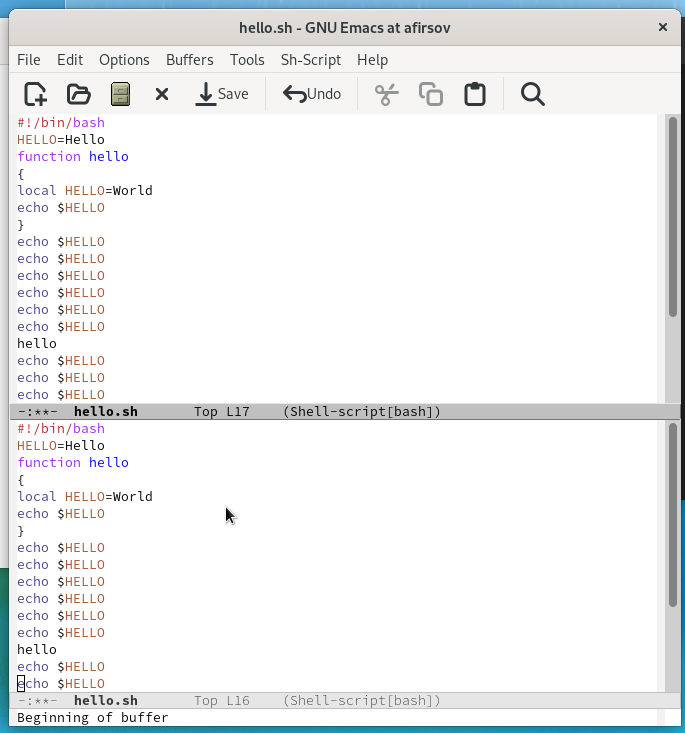 hello.sh - GNU Emacs at afirsov
File Edit Options Buffers Tools Sh-Script Help
Save Undo
#!/bin/bash
HELLO=Hello
function hello
{
local HELLO=World
echo $HELLO
}
echo $HELLO
echo $HELLO
echo $HELLO
echo $HELLO
echo $HELLO
echo $HELLO
hello
echo $HELLO
echo $HELLO
echo $HELLO
-:**-  hello.sh       Top L17    (Shell-script[bash])
#!/bin/bash
HELLO=Hello
function hello
{
local HELLO=World
echo $HELLO
}
echo $HELLO
echo $HELLO
echo $HELLO
echo $HELLO
echo $HELLO
echo $HELLO
hello
echo $HELLO
echo $HELLO
-:**-  hello.sh       Top L16    (Shell-script[bash])
Beginning of buffer